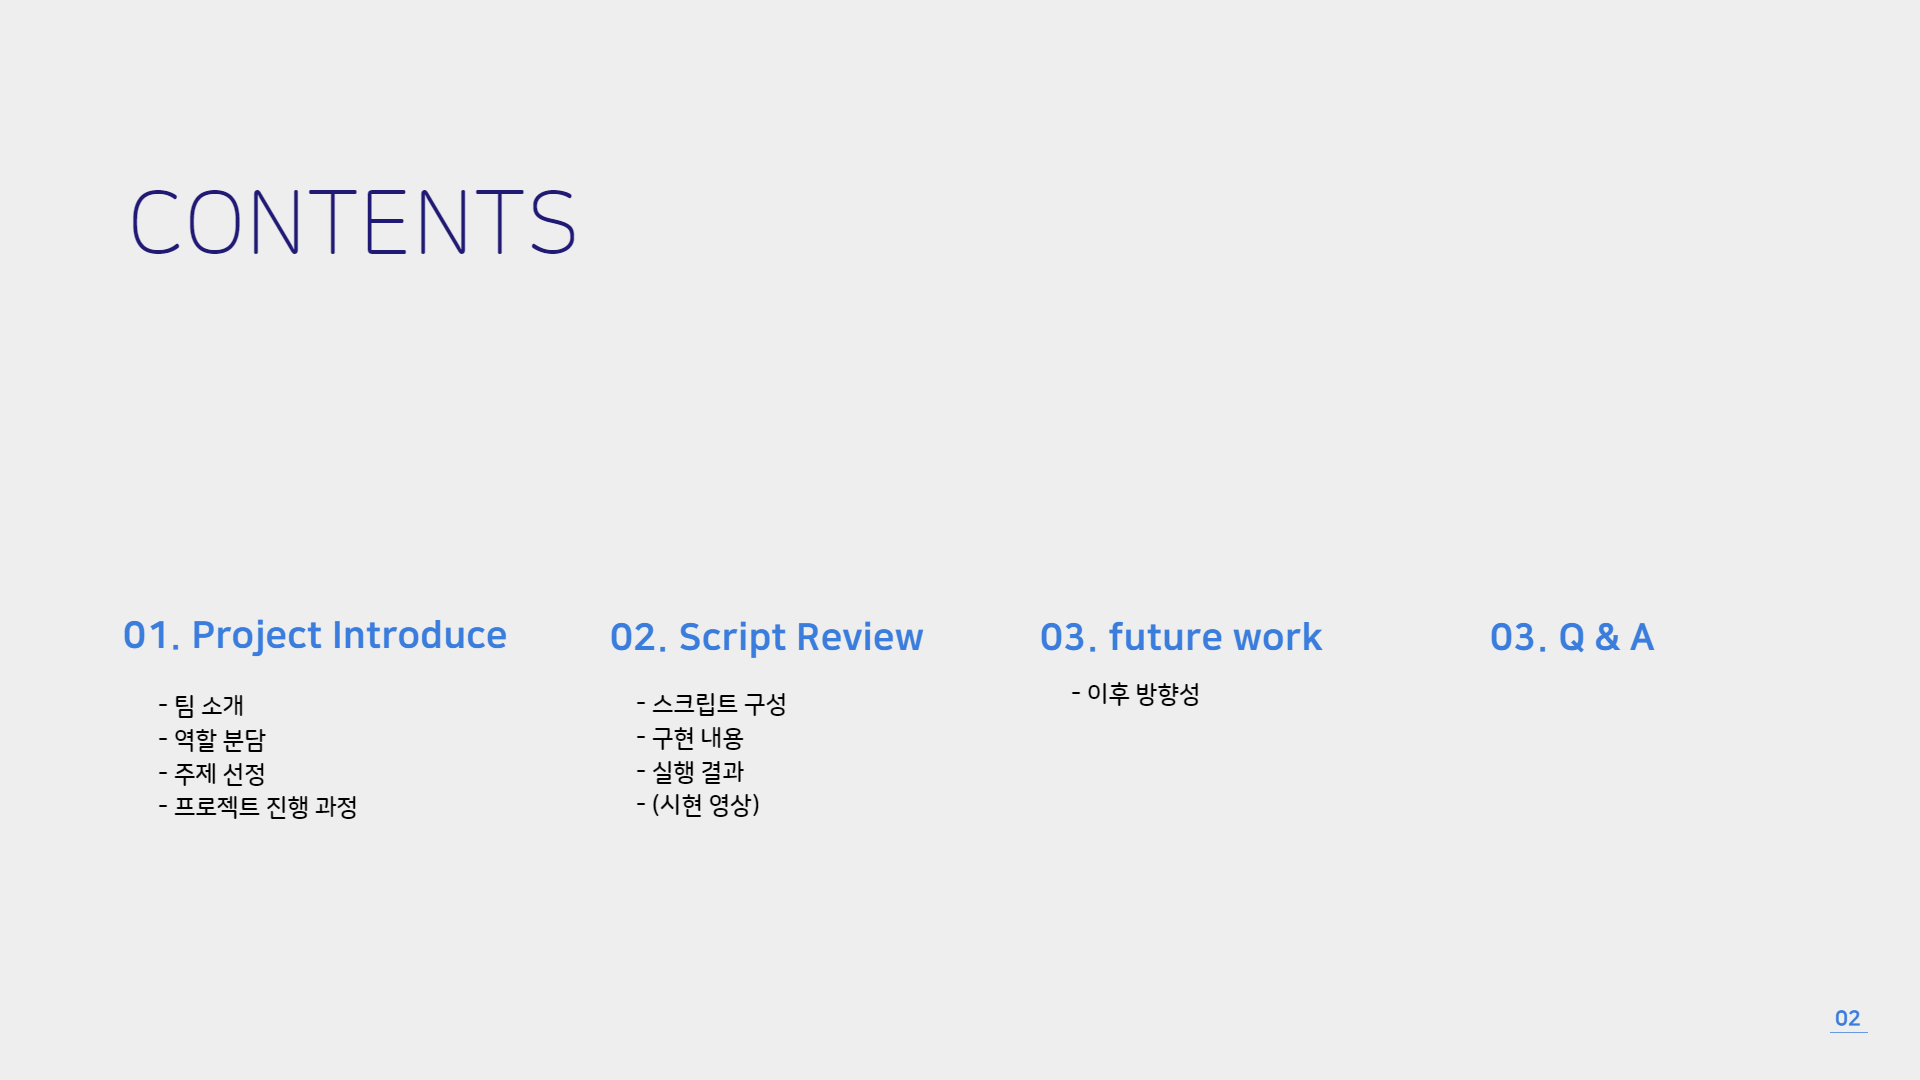 CONTENTS
01. Project Introduce
- 팀 소개
- 역할 분담
- 주제 선정
- 프로젝트 진행 과정
02. Script Review
- 스크립트 구성
- 구현 내용
- 실행 결과
- (시현 영상)
03. future work
- 이후 방향성
03. Q & A
02